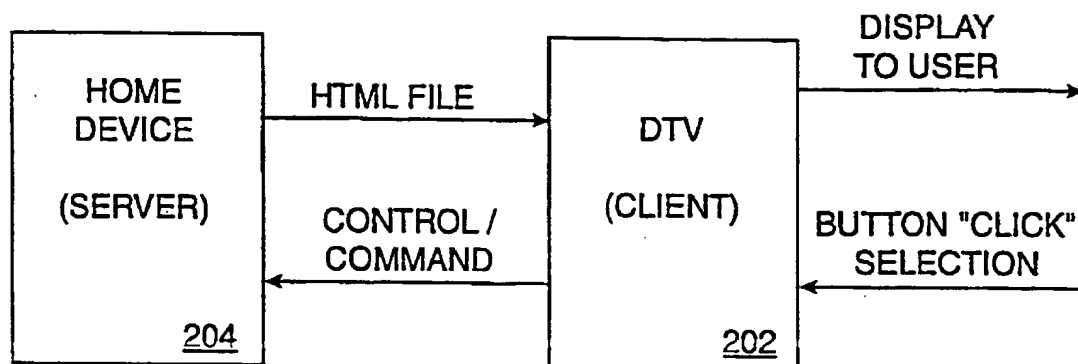 HOME
DEVICE
(SERVER)
204
HTML FILE
CONTROL /
COMMAND
DTV
(CLIENT)
202
DISPLAY
TO USER
BUTTON "CLICK"
SELECTION